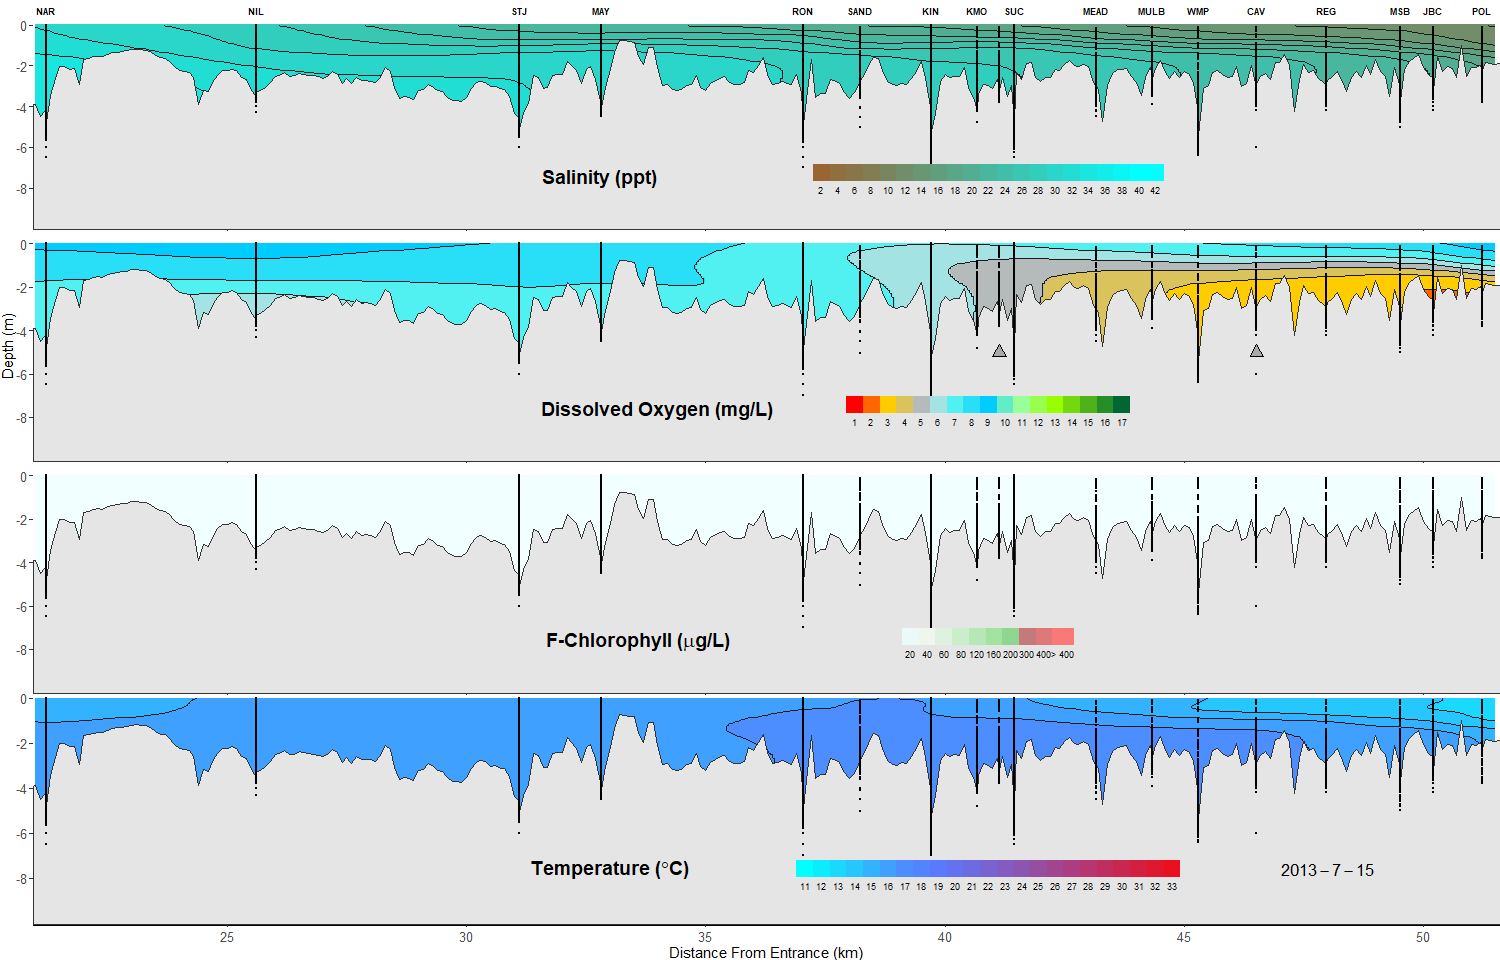 NAR NIL STJ MAY RON SAND KIN KMO SUC MEAD MULB WMP CAV REG MSB JBC POL
0
-2
-4
-6
-8
Salinity (ppt)
2 4 6 8 10 12 14 16 18 20 22 24 26 28 30 32 34 36 38 40 42
0
-2
-4
-6
-8
Dissolved Oxygen (mg/L)
1 2 3 4 5 6 7 8 9 10 11 12 13 14 15 16 17
Depth (m)
0
-2
-4
-6
-8
F-Chlorophyll (μg/L)
20 40 60 80 120 160 200 300 400> 400
0
-2
-4
-6
-8
Temperature (°C)
11 12 13 14 15 16 17 18 19 20 21 22 23 24 25 26 27 28 29 30 31 32 33
2013 – 7 – 15
25 30 35 40 45 50
Distance From Entrance (km)